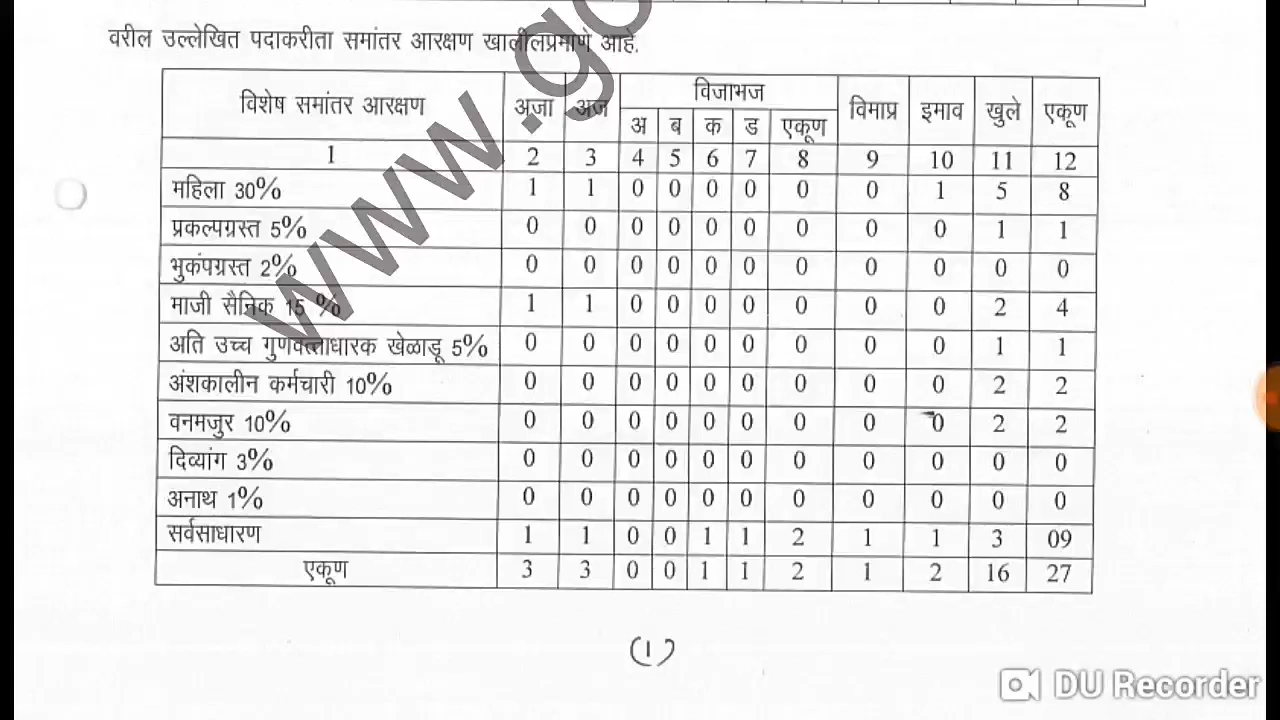 वरील उल्लेखित पदाकरीता समांतर आरक्षण खालीलप्रमाणे आहे.
विशेष समांतर आरक्षण अजा अज विजाभज विमाप्र इमाव खुले एकूण
अ ब क ड एकूण
1 2 3 4 5 6 7 8 9 10 11 12
महिला 30% 1 1 0 0 0 0 0 0 1 5 8
प्रकल्पग्रस्त 5% 0 0 0 0 0 0 0 0 0 1 1
भुकंपग्रस्त 2% 0 0 0 0 0 0 0 0 0 0 0
माजी सैनिक 15 % 1 1 0 0 0 0 0 0 0 2 4
अति उच्च गुणवत्ताधारक खेळाडू 5% 0 0 0 0 0 0 0 0 0 1 1
अंशकालीन कर्मचारी 10% 0 0 0 0 0 0 0 0 0 2 2
वनमजुर 10% 0 0 0 0 0 0 0 0 0 2 2
दिव्यांग 3% 0 0 0 0 0 0 0 0 0 0 0
अनाथ 1% 0 0 0 0 0 0 0 0 0 0 0
सर्वसाधारण 1 1 0 0 1 1 2 1 1 3 09
एकूण 3 3 0 0 1 1 2 1 2 16 27
(1)
www.go
DU Recorder